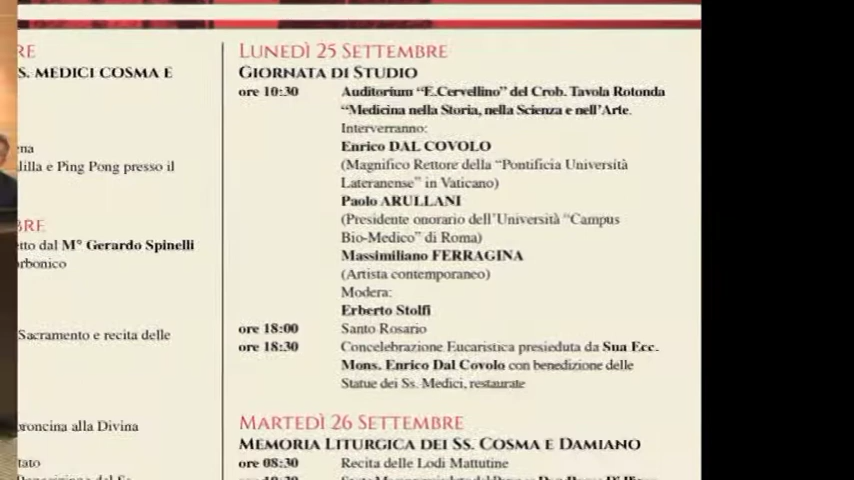 RE
S. MEDICI COSMA E
ena
lilla e Ping Pong presso il
BRE
tto dal M° Gerardo Spinelli
rbonico
Sacramento e recita delle
oroncina alla Divina
tato
LUNEDÌ 25 SETTEMBRE
GIORNATA DI STUDIO
ore 10:30 Auditorium “F.Cervellino” del Crob. Tavola Rotonda
“Medicina nella Storia, nella Scienza e nell'Arte.
Interverranno:
Enrico DAL COVOLO
(Magnifico Rettore della “Pontificia Università
Lateranense” in Vaticano)
Paolo ARULLANI
(Presidente onorario dell'Università “Campus
Bio-Medico” di Roma)
Massimiliano FERRAGINA
(Artista contemporaneo)
Modera:
Erberto Stolfi
ore 18:00 Santo Rosario
ore 18:30 Concelebrazione Eucaristica presieduta da Sua Ecc.
Mons. Enrico Dal Covolo con benedizione delle
Statue dei Ss. Medici, restaurate
MARTEDÌ 26 SETTEMBRE
MEMORIA LITURGICA DEI SS. COSMA E DAMIANO
ore 08:30 Recita delle Lodi Mattutine